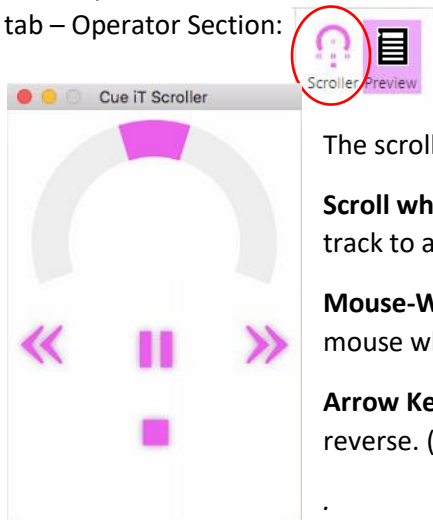 tab – Operator Section:
Scroller Preview
Cue iT Scroller
The scroll
Scroll wh
track to a
Mouse-W
mouse wh
Arrow Ke
reverse. (
.